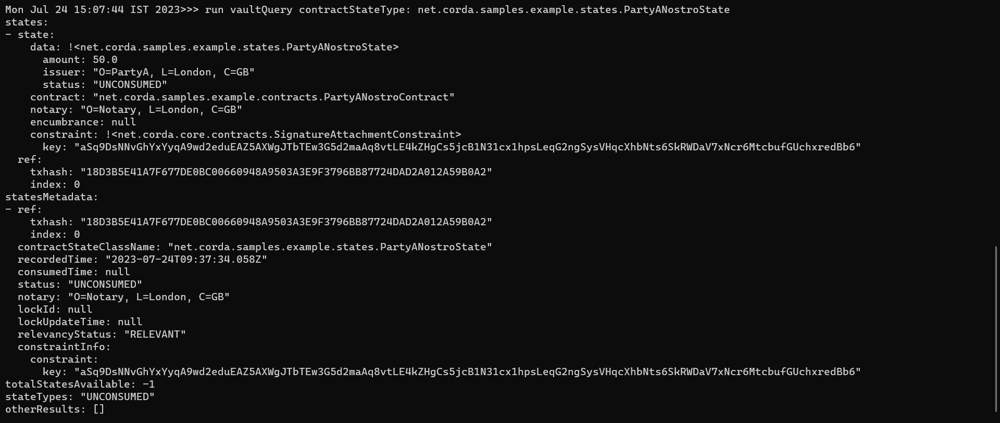 Mon Jul 24 15:07:44 IST 2023>>> run vaultQuery contractStateType: net.corda.samples.example.states.PartyANostroState
states:
- state:
    data: !<net.corda.samples.example.states.PartyANostroState>
      amount: 50.0
      issuer: "O=PartyA, L=London, C=GB"
      status: "UNCONSUMED"
    contract: "net.corda.samples.example.contracts.PartyANostroContract"
    notary: "O=Notary, L=London, C=GB"
    encumbrance: null
    constraint: !<net.corda.core.contracts.SignatureAttachmentConstraint>
      key: "aSq9DsNNvGhYxYyqA9wd2eduEAZ5AXWgJTbTEw3G5d2maAq8vtLE4kZHgCs5jcB1N31cx1hpsLeqG2ngSysVHqcXhbNts6SkRWDaV7xNcr6MtcbufGUchxredBb6"
  ref:
    txhash: "18D3B5E41A7F677DE0BC00660948A9503A3E9F3796BB87724DAD2A012A59B0A2"
    index: 0
statesMetadata:
- ref:
    txhash: "18D3B5E41A7F677DE0BC00660948A9503A3E9F3796BB87724DAD2A012A59B0A2"
    index: 0
  contractStateClassName: "net.corda.samples.example.states.PartyANostroState"
  recordedTime: "2023-07-24T09:37:34.058Z"
  consumedTime: null
  status: "UNCONSUMED"
  notary: "O=Notary, L=London, C=GB"
  lockId: null
  lockUpdateTime: null
  relevancyStatus: "RELEVANT"
  constraintInfo:
    constraint:
      key: "aSq9DsNNvGhYxYyqA9wd2eduEAZ5AXWgJTbTEw3G5d2maAq8vtLE4kZHgCs5jcB1N31cx1hpsLeqG2ngSysVHqcXhbNts6SkRWDaV7xNcr6MtcbufGUchxredBb6"
totalStatesAvailable: -1
stateTypes: "UNCONSUMED"
otherResults: []